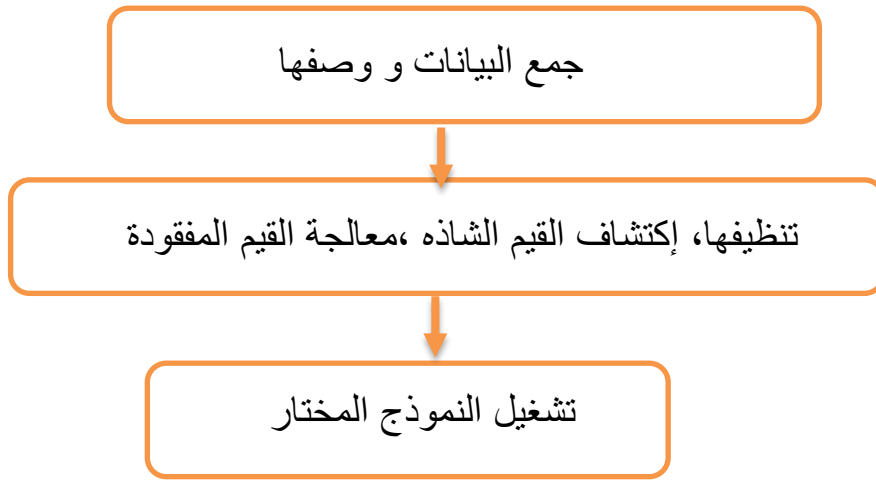 جمع البيانات و وصفها
تنظيفها، إكتشاف القيم الشاذه ،معالجة القيم المفقودة
تشغيل النموذج المختار